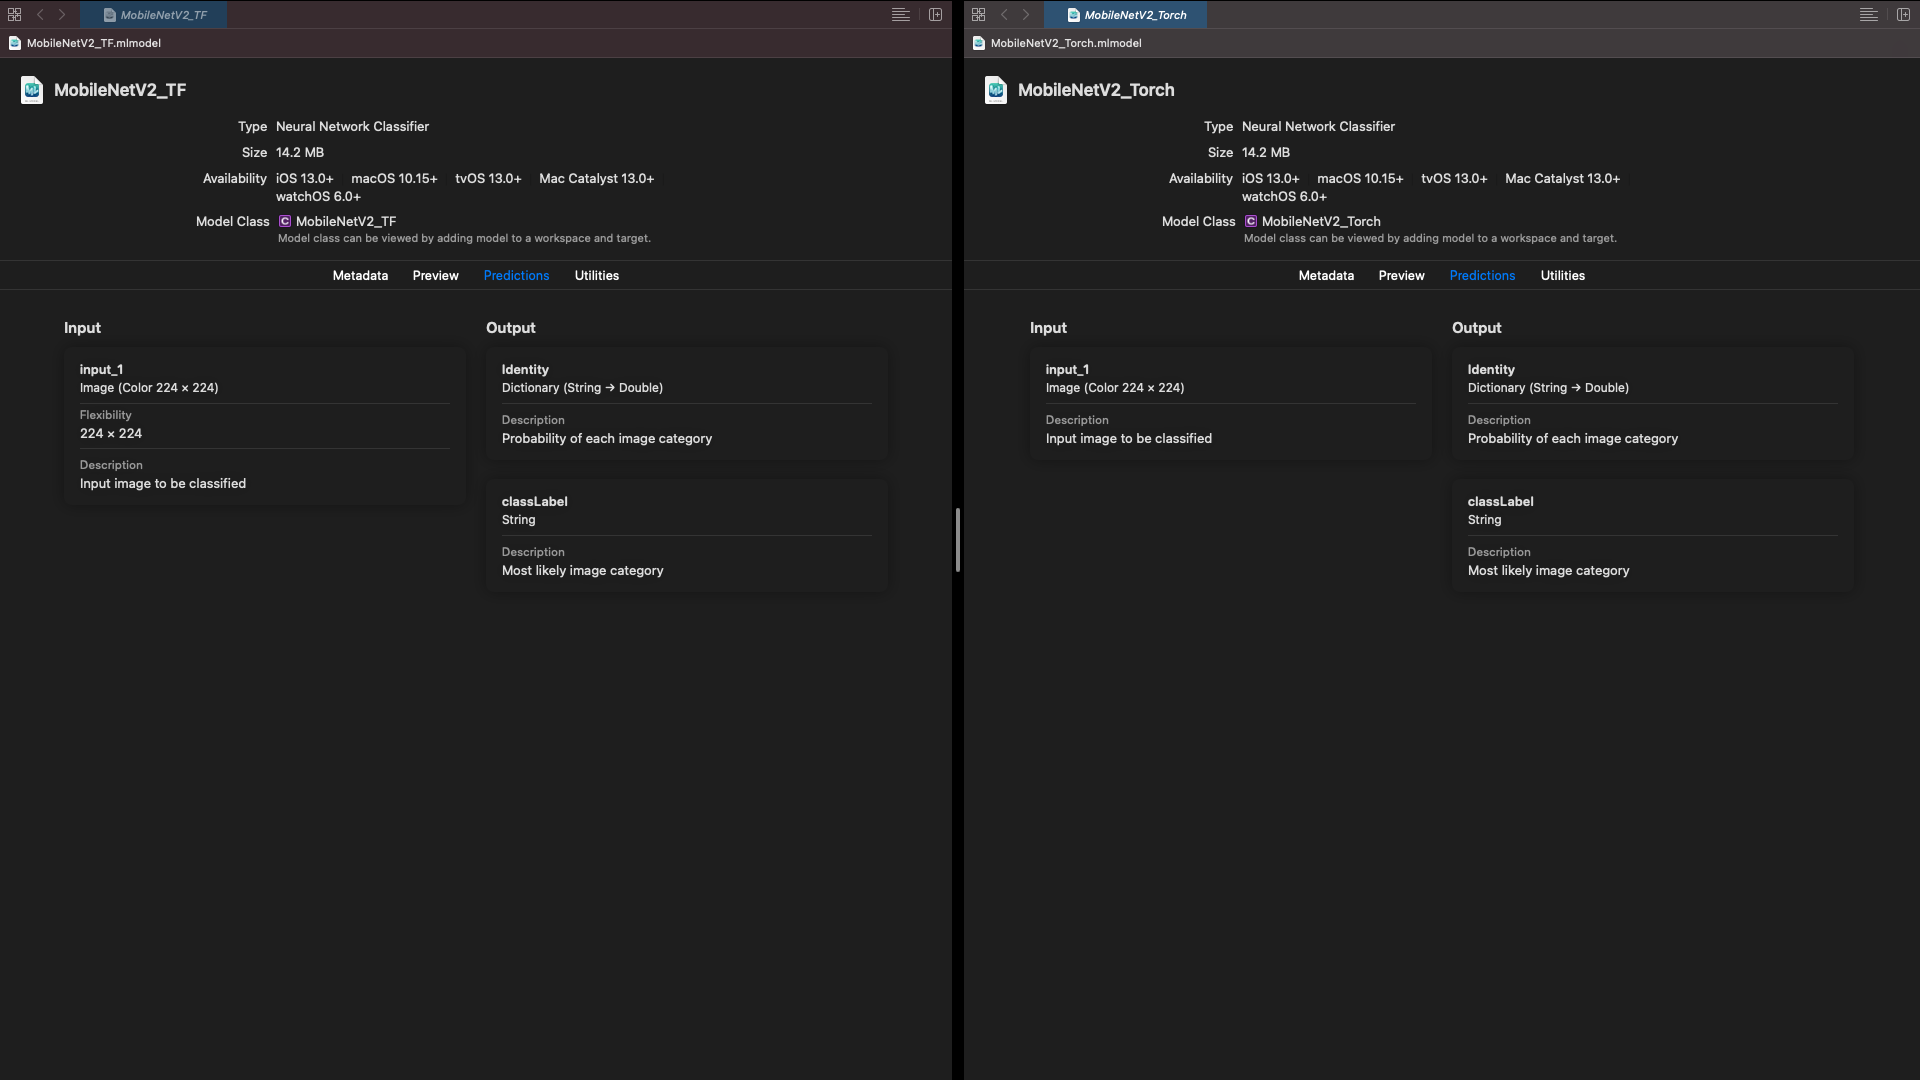 MobileNetV2_TF
MobileNetV2_TF.mlmodel
MobileNetV2_TF
Type Neural Network Classifier
Size 14.2 MB
Availability iOS 13.0+ macOS 10.15+ tvOS 13.0+ Mac Catalyst 13.0+
watchOS 6.0+
Model Class C MobileNetV2_TF
Model class can be viewed by adding model to a workspace and target.
Metadata Preview Predictions Utilities
Input
input_1
Image (Color 224 × 224)
Flexibility
224 × 224
Description
Input image to be classified
Output
Identity
Dictionary (String → Double)
Description
Probability of each image category
classLabel
String
Description
Most likely image category
MobileNetV2_Torch
MobileNetV2_Torch.mlmodel
MobileNetV2_Torch
Type Neural Network Classifier
Size 14.2 MB
Availability iOS 13.0+ macOS 10.15+ tvOS 13.0+ Mac Catalyst 13.0+
watchOS 6.0+
Model Class C MobileNetV2_Torch
Model class can be viewed by adding model to a workspace and target.
Metadata Preview Predictions Utilities
Input
input_1
Image (Color 224 × 224)
Description
Input image to be classified
Output
Identity
Dictionary (String → Double)
Description
Probability of each image category
classLabel
String
Description
Most likely image category